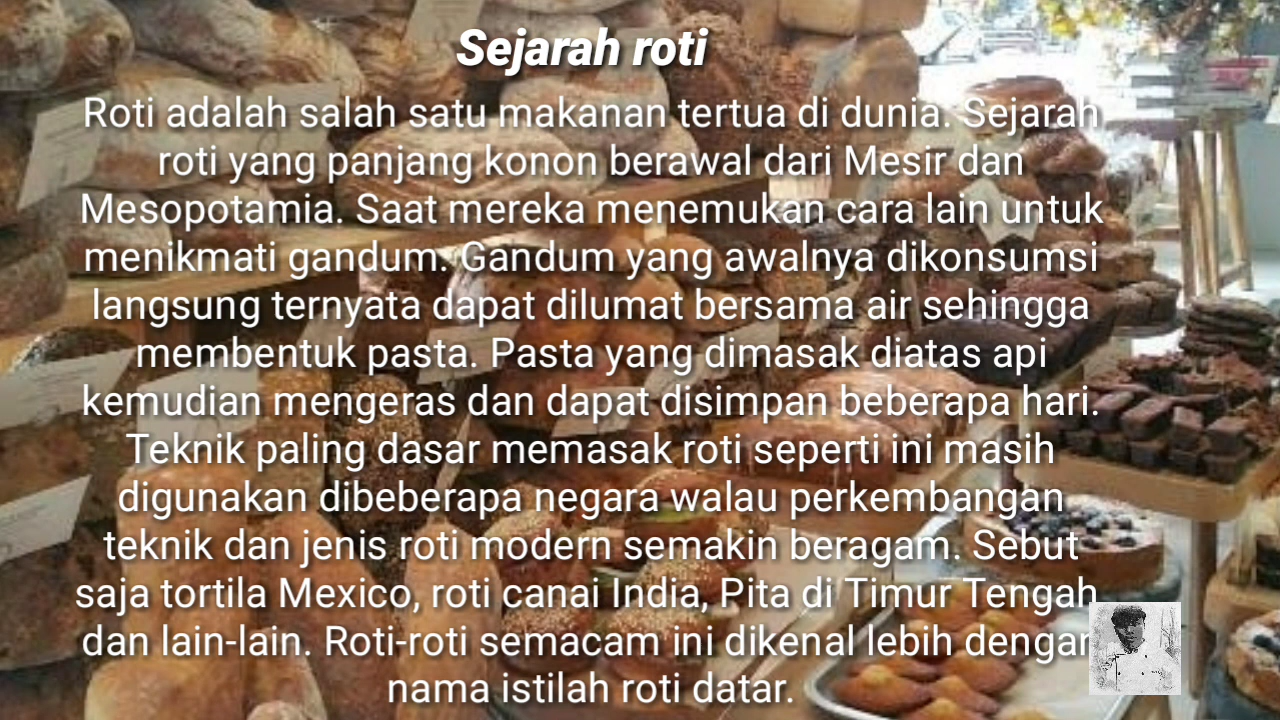 Sejarah roti
Roti adalah salah satu makanan tertua di dunia. Sejarah
roti yang panjang konon berawal dari Mesir dan
Mesopotamia. Saat mereka menemukan cara lain untuk
menikmati gandum. Gandum yang awalnya dikonsumsi
langsung ternyata dapat dilumat bersama air sehingga
membentuk pasta. Pasta yang dimasak diatas api
kemudian mengeras dan dapat disimpan beberapa hari.
Teknik paling dasar memasak roti seperti ini masih
digunakan dibeberapa negara walau perkembangan
teknik dan jenis roti modern semakin beragam. Sebut
saja tortila Mexico, roti canai India, Pita di Timur Tengah
dan lain-lain. Roti-roti semacam ini dikenal lebih dengan
nama istilah roti datar.